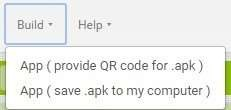 Build Help
App ( provide QR code for .apk )
App ( save .apk to my computer )